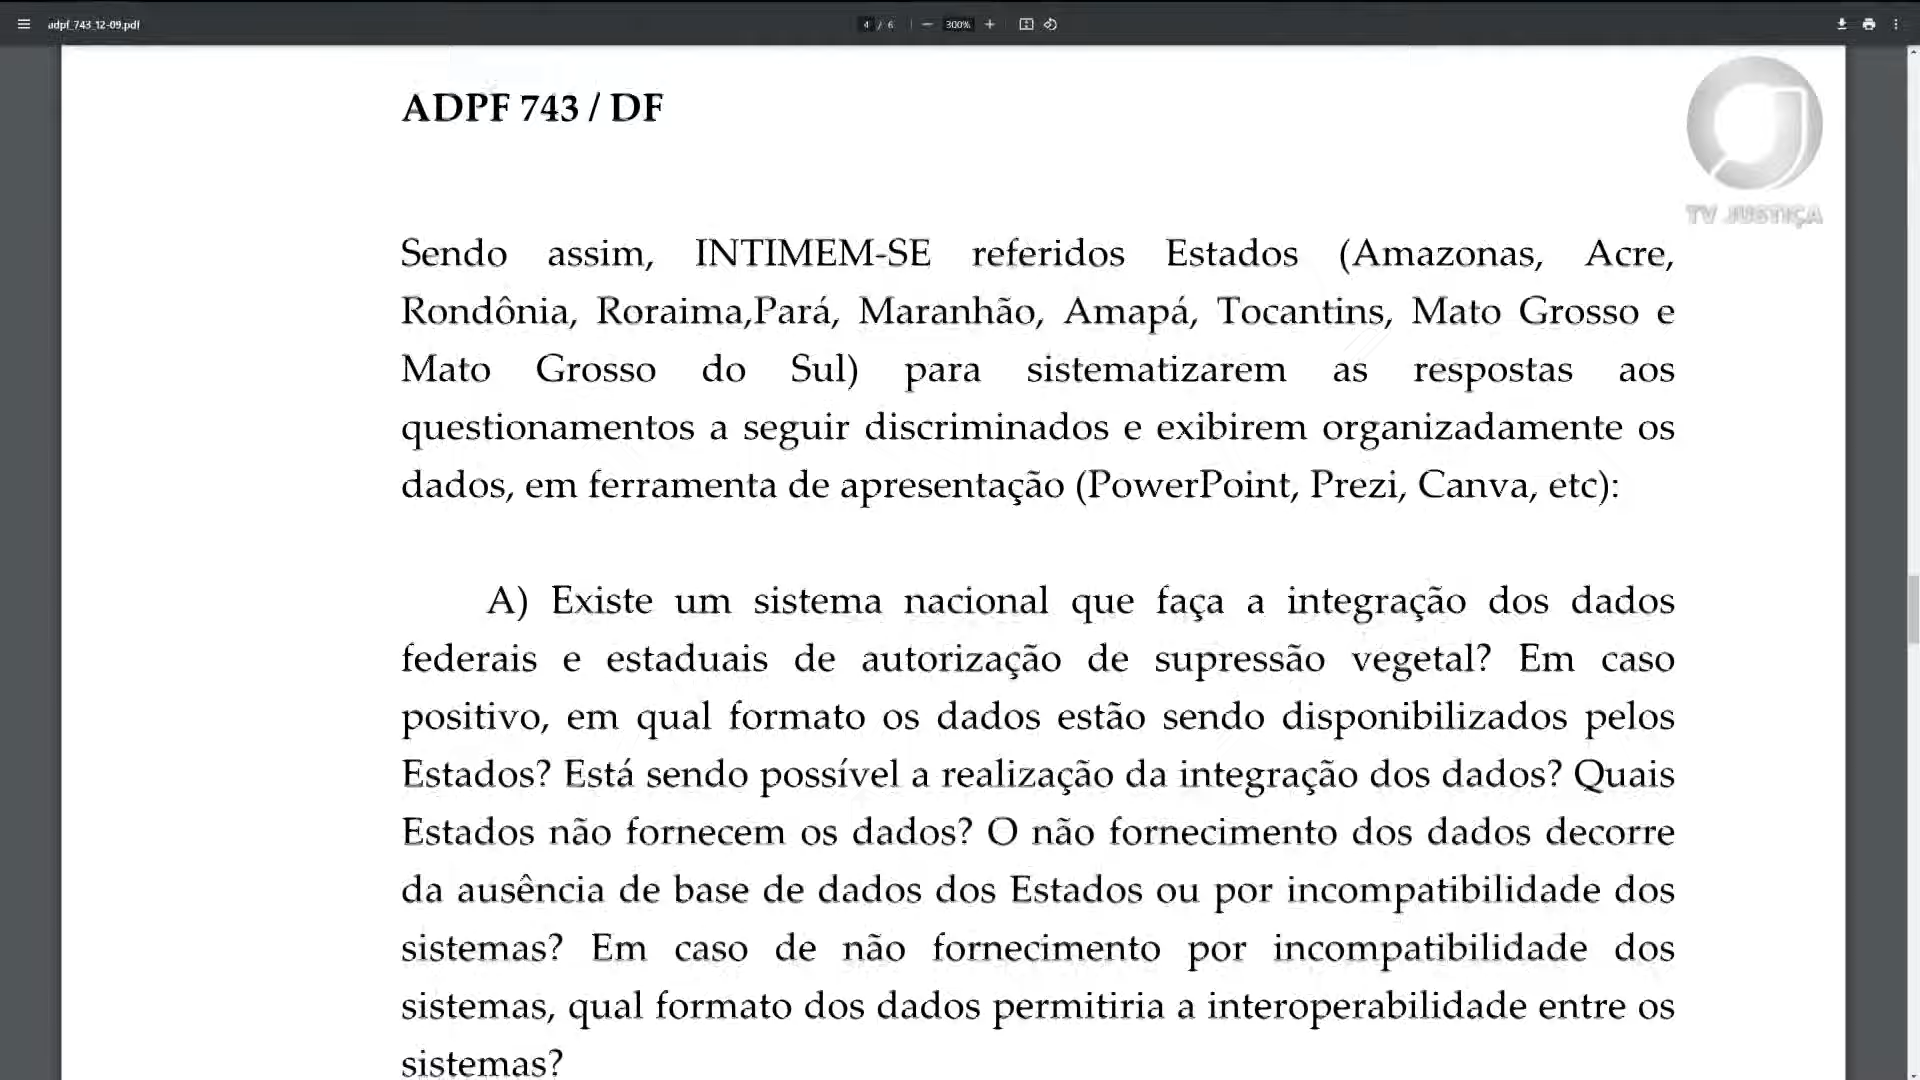 adpf_743_12-09.pdf
4 / 6
300%
ADPF 743 / DF
TV JUSTIÇA
Sendo assim, INTIMEM-SE referidos Estados (Amazonas, Acre,
Rondônia, Roraima,Pará, Maranhão, Amapá, Tocantins, Mato Grosso e
Mato Grosso do Sul) para sistematizarem as respostas aos
questionamentos a seguir discriminados e exibirem organizadamente os
dados, em ferramenta de apresentação (PowerPoint, Prezi, Canva, etc):
A) Existe um sistema nacional que faça a integração dos dados
federais e estaduais de autorização de supressão vegetal? Em caso
positivo, em qual formato os dados estão sendo disponibilizados pelos
Estados? Está sendo possível a realização da integração dos dados? Quais
Estados não fornecem os dados? O não fornecimento dos dados decorre
da ausência de base de dados dos Estados ou por incompatibilidade dos
sistemas? Em caso de não fornecimento por incompatibilidade dos
sistemas, qual formato dos dados permitiria a interoperabilidade entre os
sistemas?